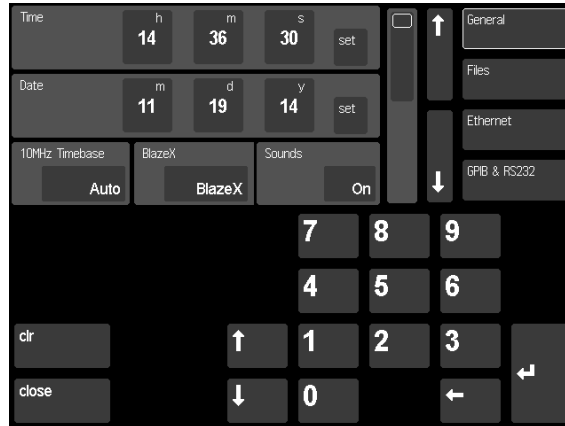 Time h m s
14 36 30 set
General
Files
Date m d y
11 19 14 set
Ethernet
10MHz Timebase BlazeX Sounds
Auto BlazeX On
GPIB & RS232
7 8 9
4 5 6
clr 1 2 3
close 0